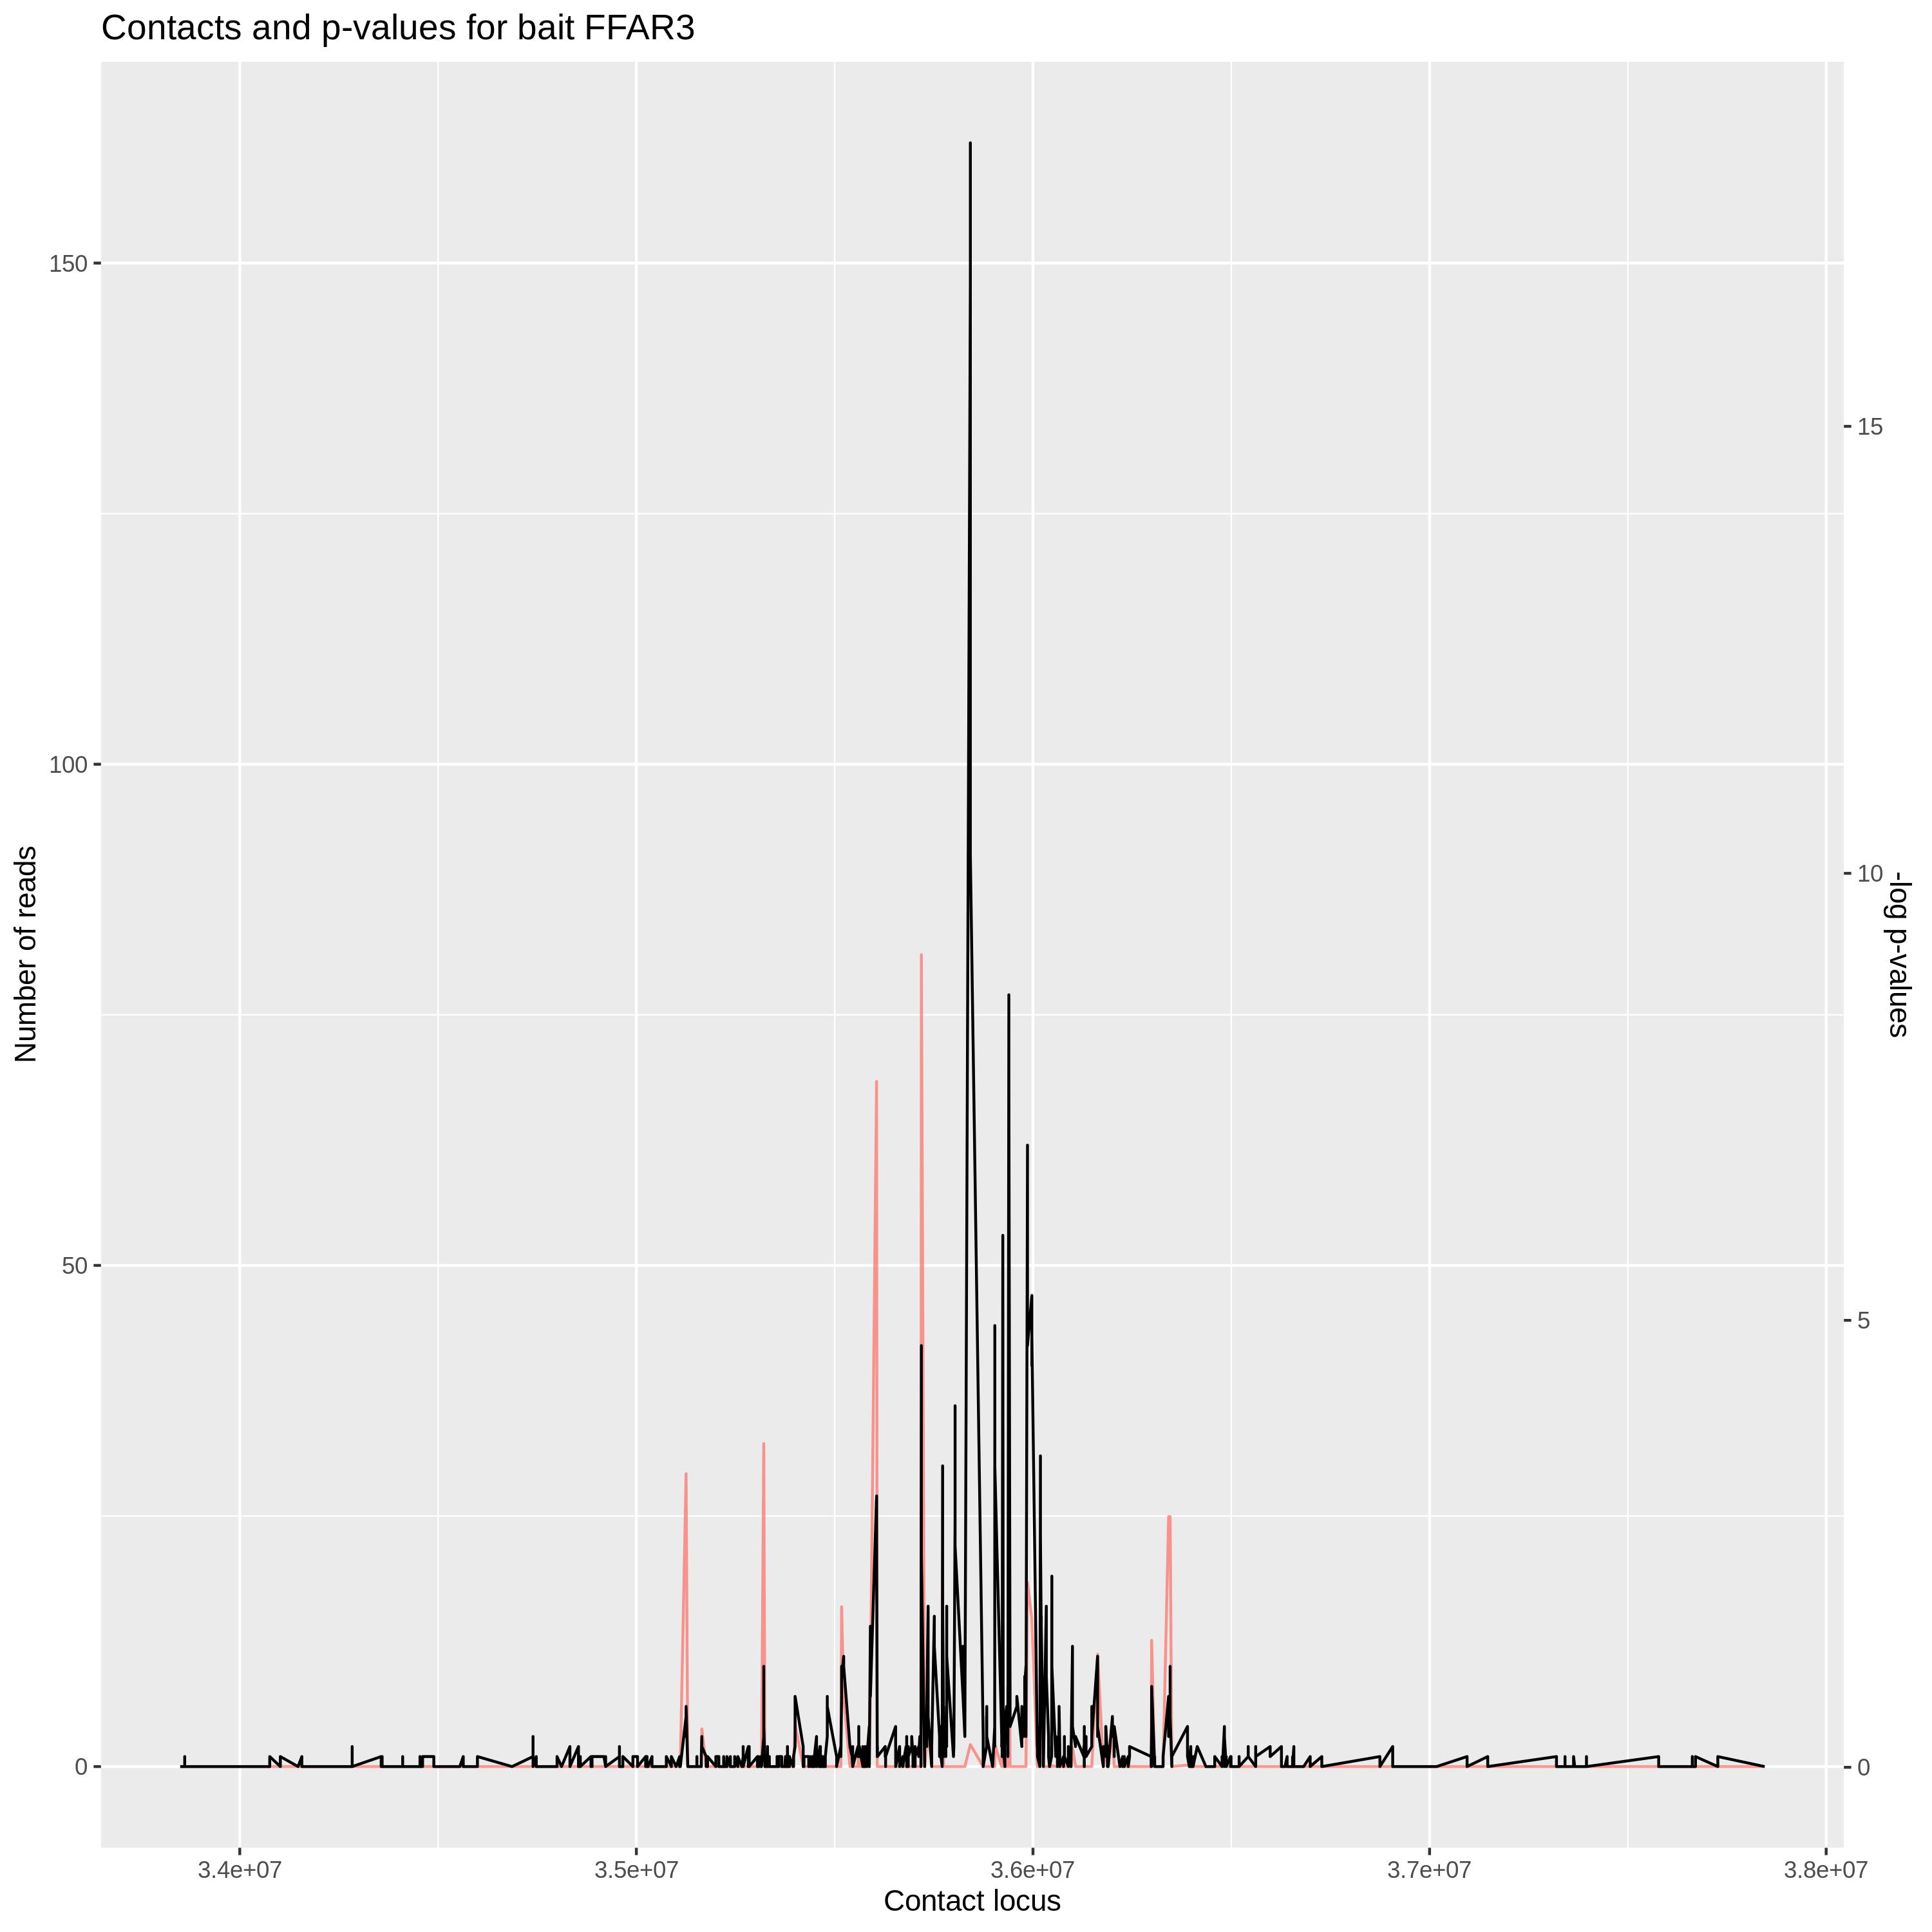 Contacts and p-values for bait FFAR3
150
100
50
0
Number of reads
15
10
5
0
-log p-values
3.4e+07
3.5e+07
3.6e+07
3.7e+07
3.8e+07
Contact locus